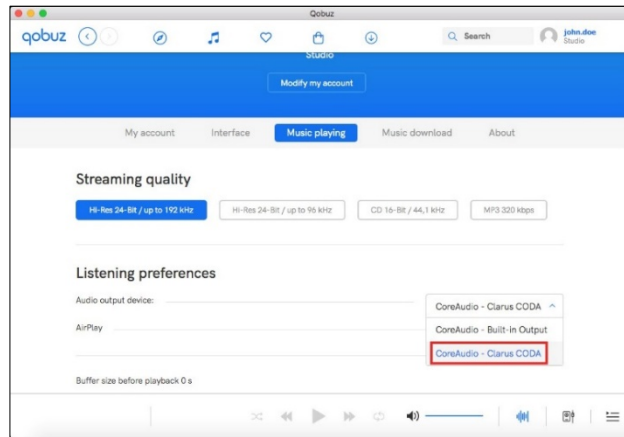 Qobuz
qobuz
Search
john.doe
Studio
Studio
Modify my account
My account Interface Music playing Music download About
Streaming quality
Hi-Res 24-Bit / up to 192 kHz Hi-Res 24-Bit / up to 96 kHz CD 16-Bit / 44,1 kHz MP3 320 kbps
Listening preferences
Audio output device: CoreAudio - Clarus CODA
AirPlay CoreAudio - Built-in Output
CoreAudio - Clarus CODA
Buffer size before playback 0 s